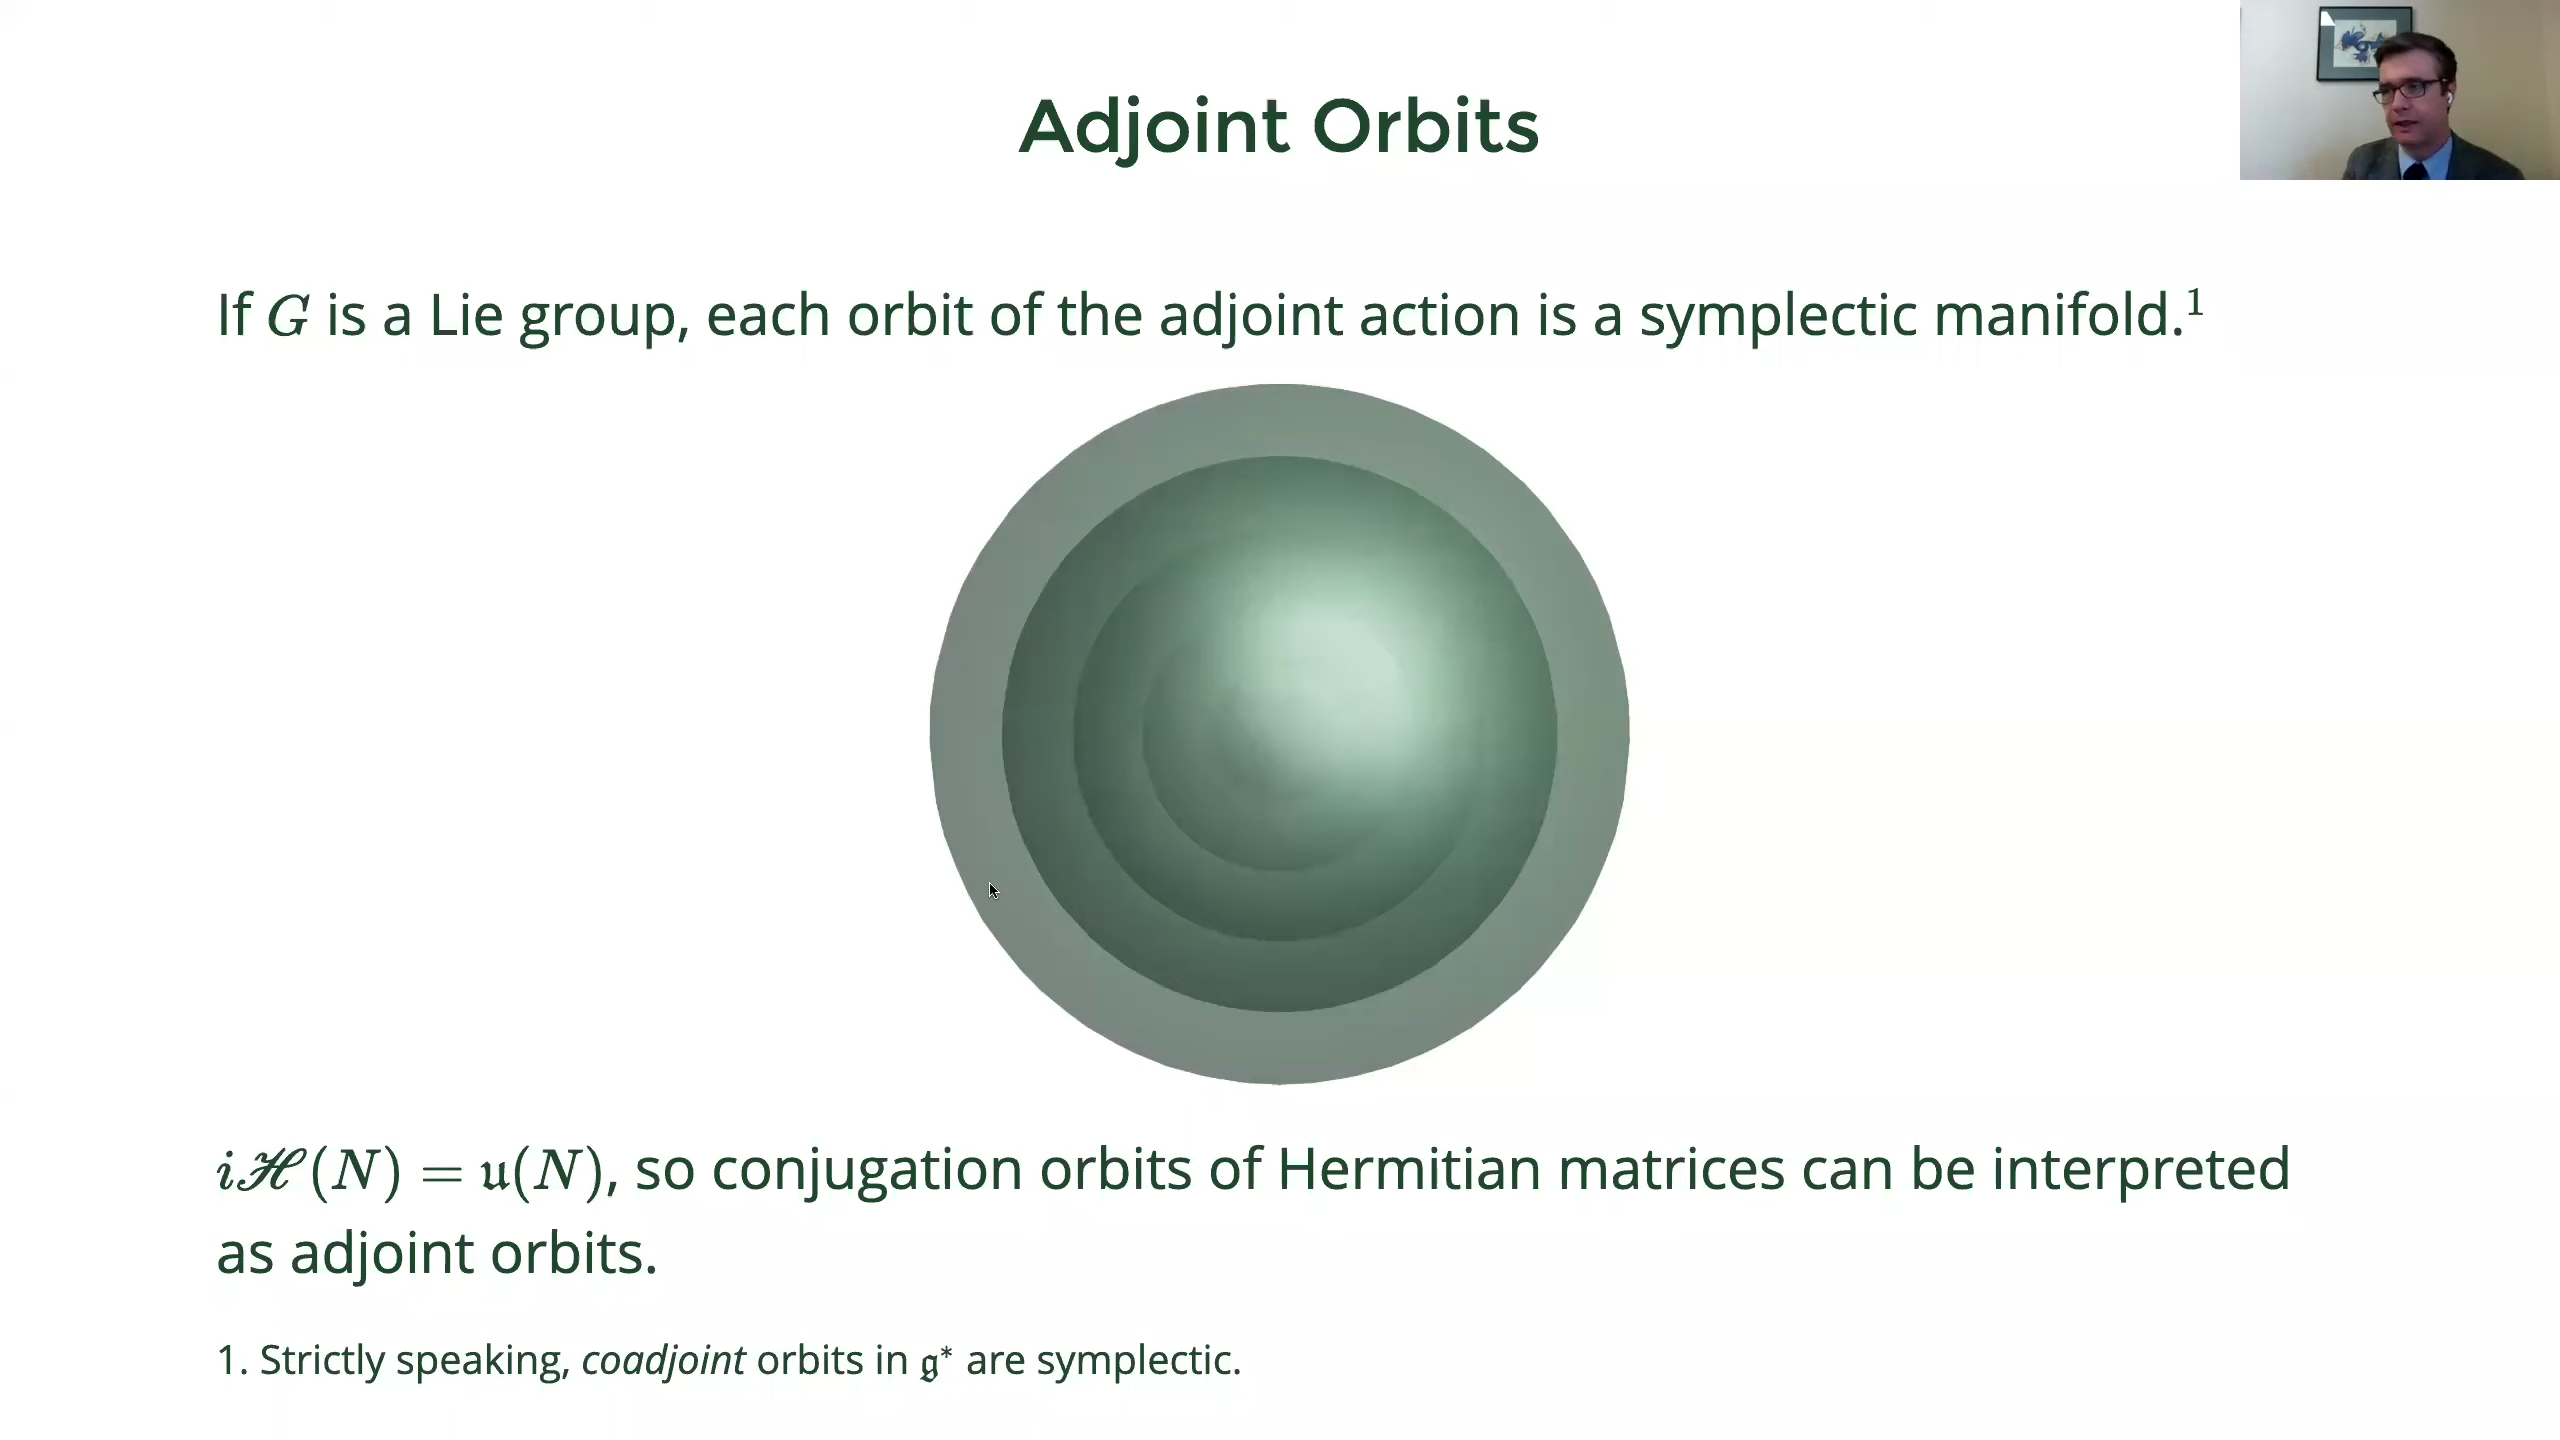 Adjoint Orbits
If G is a Lie group, each orbit of the adjoint action is a symplectic manifold.¹
iℋ(N) = 𝔲(N), so conjugation orbits of Hermitian matrices can be interpreted
as adjoint orbits.
1. Strictly speaking, coadjoint orbits in 𝔤* are symplectic.